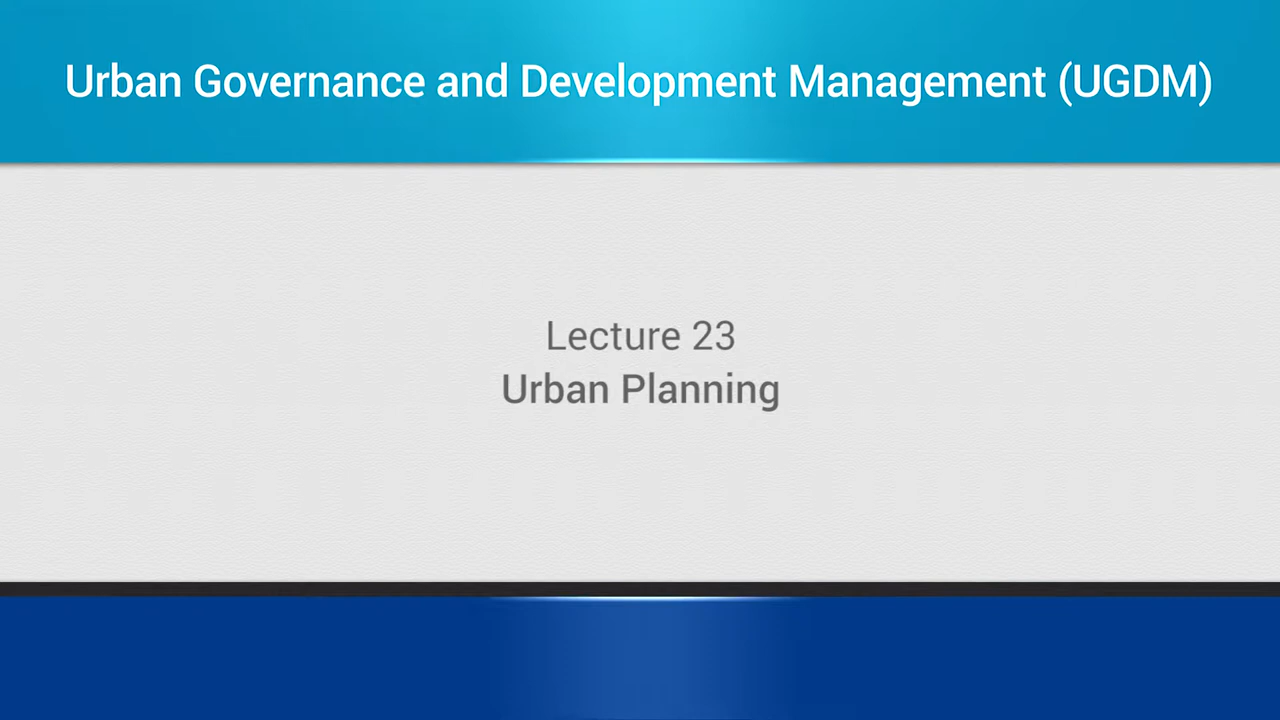 Urban Governance and Development Management (UGDM)
Lecture 23
Urban Planning